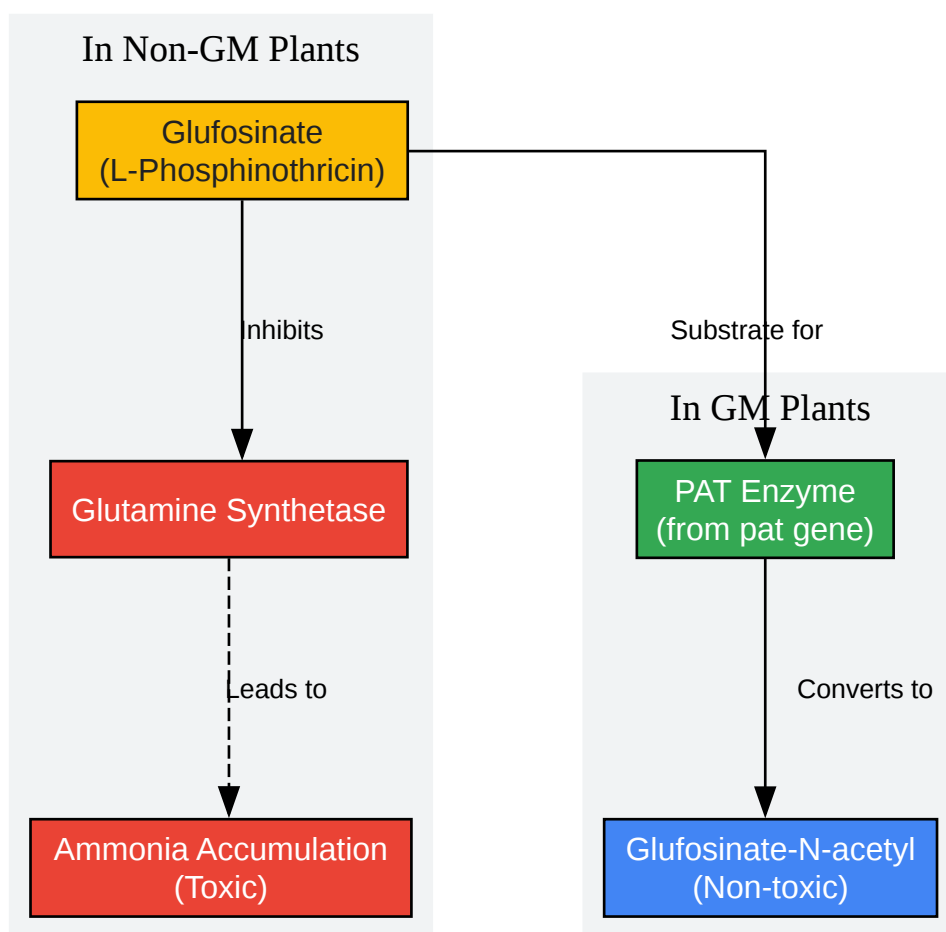 In Non-GM Plants
Glufosinate
(L-Phosphinothricin)
Inhibits
Substrate for
In GM Plants
Glutamine Synthetase
PAT Enzyme
(from pat gene)
Leads to
Converts to
Ammonia Accumulation
(Toxic)
Glufosinate-N-acetyl
(Non-toxic)